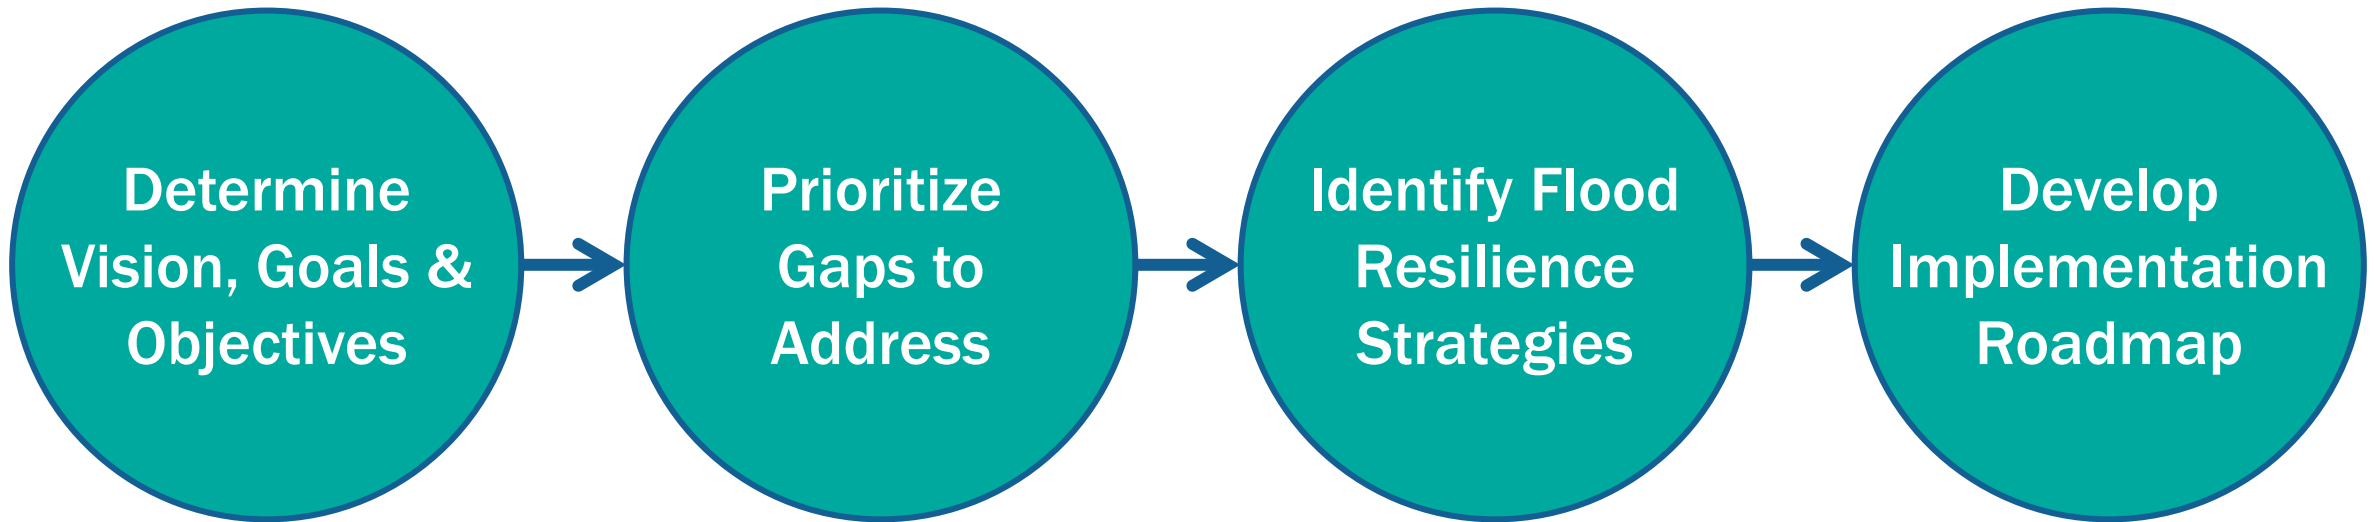 Determine
Vision, Goals &
Objectives
Prioritize
Gaps to
Address
Identify Flood
Resilience
Strategies
Develop
Implementation
Roadmap